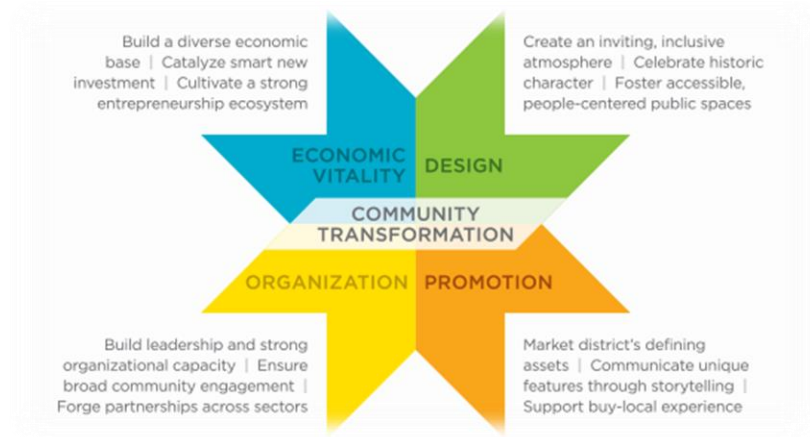 Build a diverse economic
base | Catalyze smart new
investment | Cultivate a strong
entrepreneurship ecosystem
Create an inviting, inclusive
atmosphere | Celebrate historic
character | Foster accessible,
people-centered public spaces
ECONOMIC
VITALITY
DESIGN
COMMUNITY
TRANSFORMATION
ORGANIZATION
PROMOTION
Build leadership and strong
organizational capacity | Ensure
broad community engagement |
Forge partnerships across sectors
Market district's defining
assets | Communicate unique
features through storytelling |
Support buy-local experience